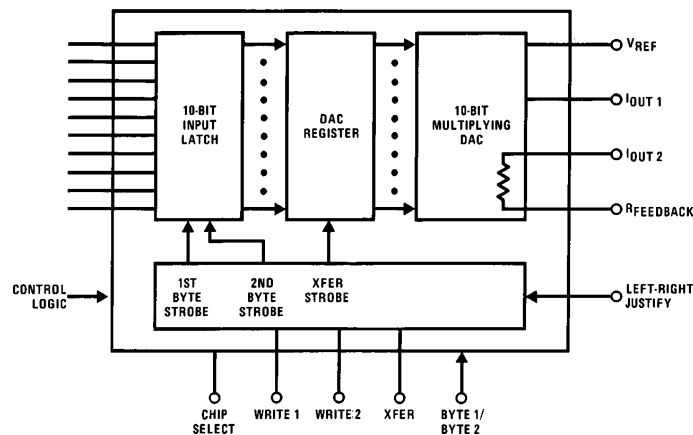 10-BIT
INPUT
LATCH
DAC
REGISTER
10-BIT
MULTIPLYING
DAC
VREF
IOUT 1
IOUT 2
RFEEDBACK
CONTROL
LOGIC
1ST
BYTE
STROBE
2ND
BYTE
STROBE
XFER
STROBE
LEFT-RIGHT
JUSTIFY
CHIP
SELECT
WRITE 1
WRITE 2
XFER
BYTE 1/
BYTE 2